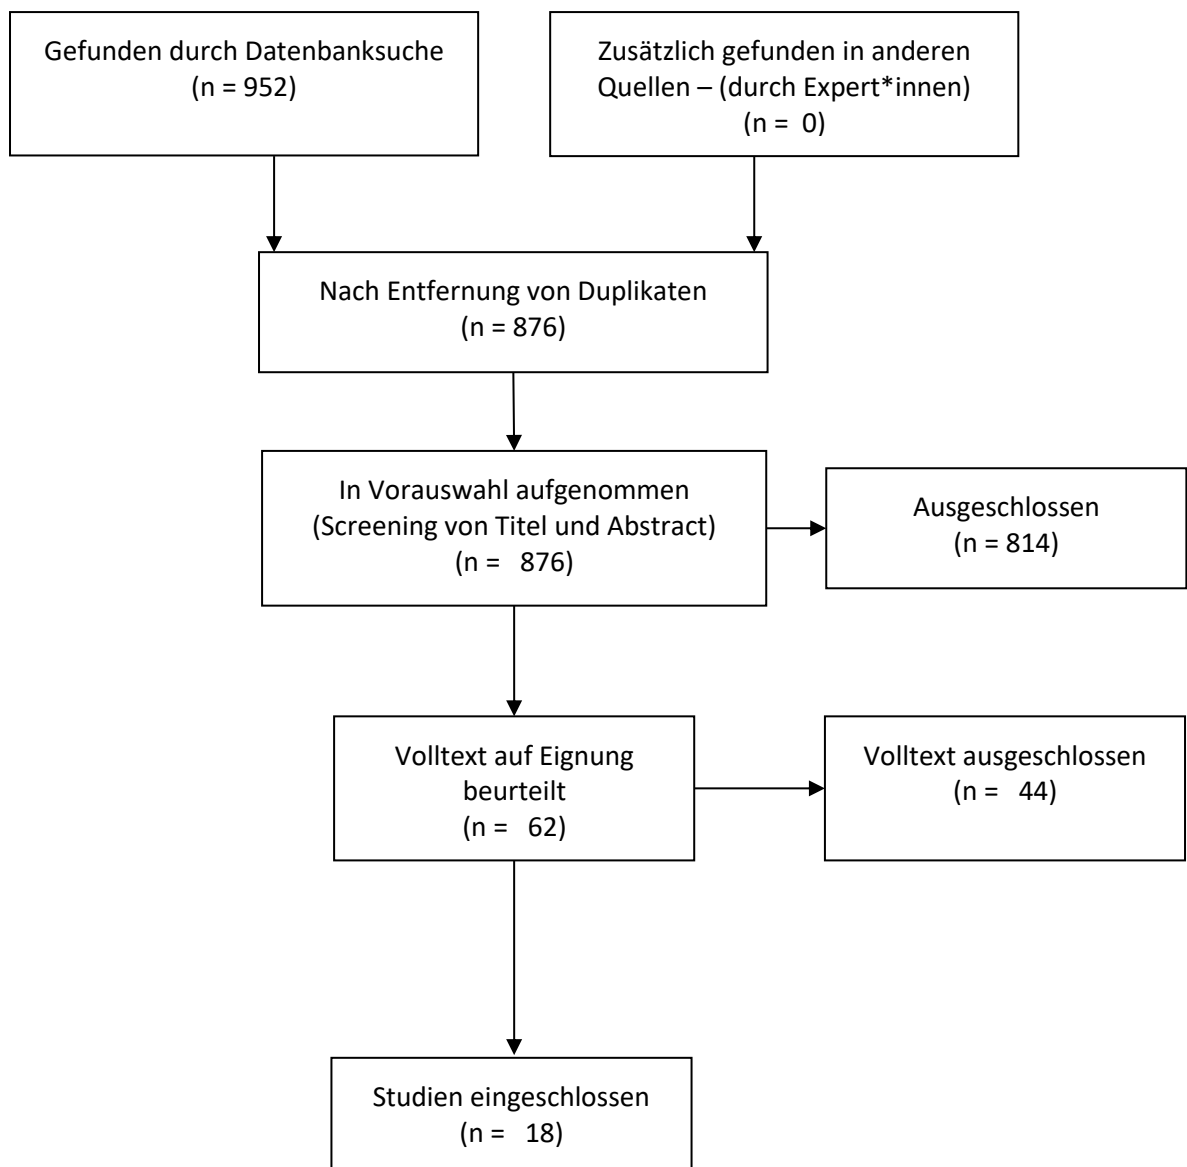 Gefunden durch Datenbanksuche
(n = 952)
Zusätzlich gefunden in anderen
Quellen – (durch Expert*innen)
(n =  0)
Nach Entfernung von Duplikaten
(n = 876)
In Vorauswahl aufgenommen
(Screening von Titel und Abstract)
(n =   876)
Ausgeschlossen
(n = 814)
Volltext auf Eignung
beurteilt
(n =   62)
Volltext ausgeschlossen
(n =   44)
Studien eingeschlossen
(n =   18)